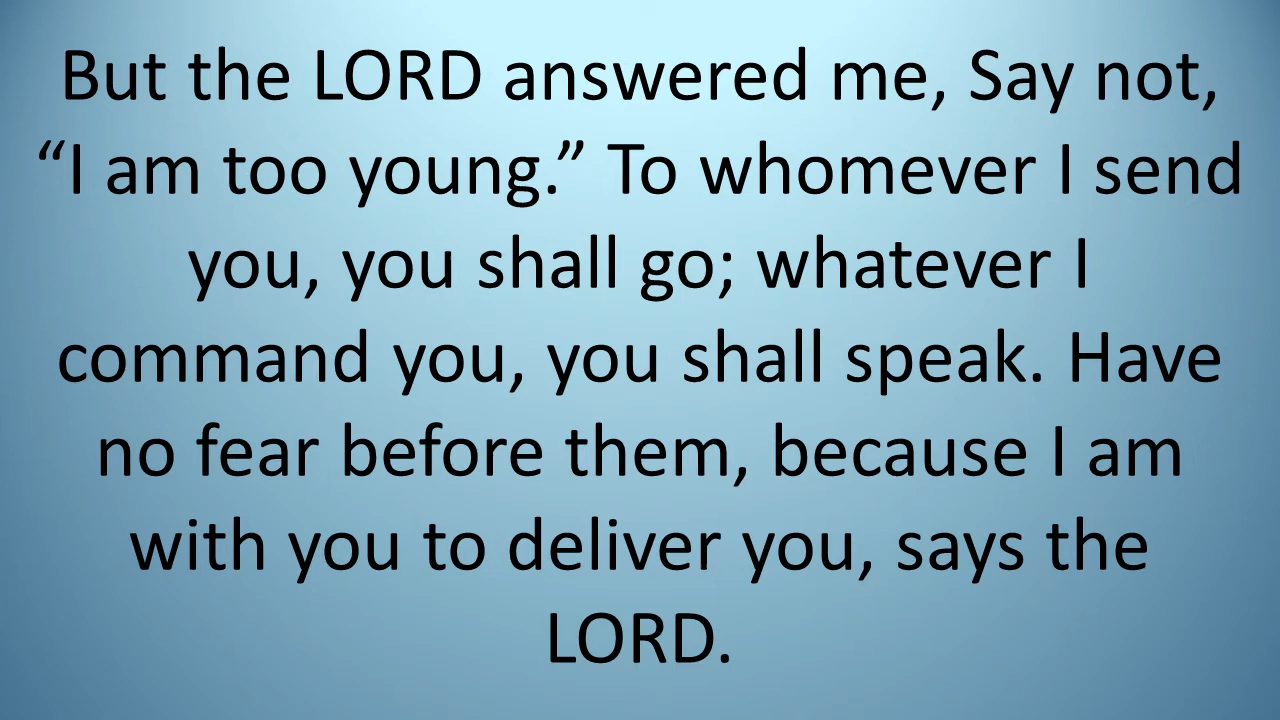 But the LORD answered me, Say not,
“I am too young.” To whomever I send
you, you shall go; whatever I
command you, you shall speak. Have
no fear before them, because I am
with you to deliver you, says the
LORD.